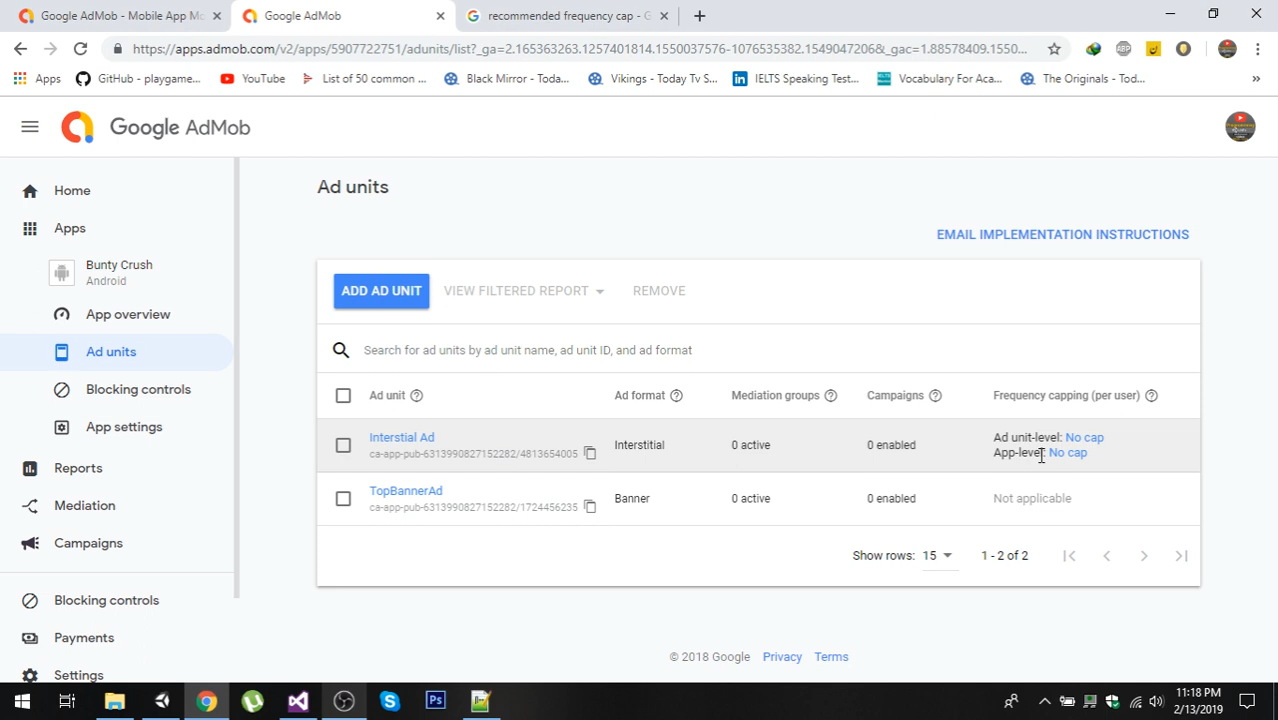 Google AdMob - Mobile App Mo
Google AdMob
recommended frequency cap - G
https://apps.admob.com/v2/apps/5907722751/adunits/list?_ga=2.165363263.1257401814.1550037576-1076535382.1549047206&_gac=1.88578409.1550...
ABP
Apps
GitHub - playgame...
YouTube
List of 50 common ...
Black Mirror - Toda...
Vikings - Today Tv S...
IELTS Speaking Test...
Vocabulary For Aca...
The Originals - Tod...
Google AdMob
Home
Apps
Bunty Crush
Android
App overview
Ad units
Blocking controls
App settings
Reports
Mediation
Campaigns
Blocking controls
Payments
Settings
Ad units
EMAIL IMPLEMENTATION INSTRUCTIONS
ADD AD UNIT
VIEW FILTERED REPORT
REMOVE
Search for ad units by ad unit name, ad unit ID, and ad format
Ad unit
Ad format
Mediation groups
Campaigns
Frequency capping (per user)
Interstial Ad
ca-app-pub-6313990827152282/4813654005
Interstitial
0 active
0 enabled
Ad unit-level: No cap
App-level: No cap
TopBannerAd
ca-app-pub-6313990827152282/1724456235
Banner
0 active
0 enabled
Not applicable
Show rows: 15
1 - 2 of 2
© 2018 Google
Privacy
Terms
11:18 PM
2/13/2019